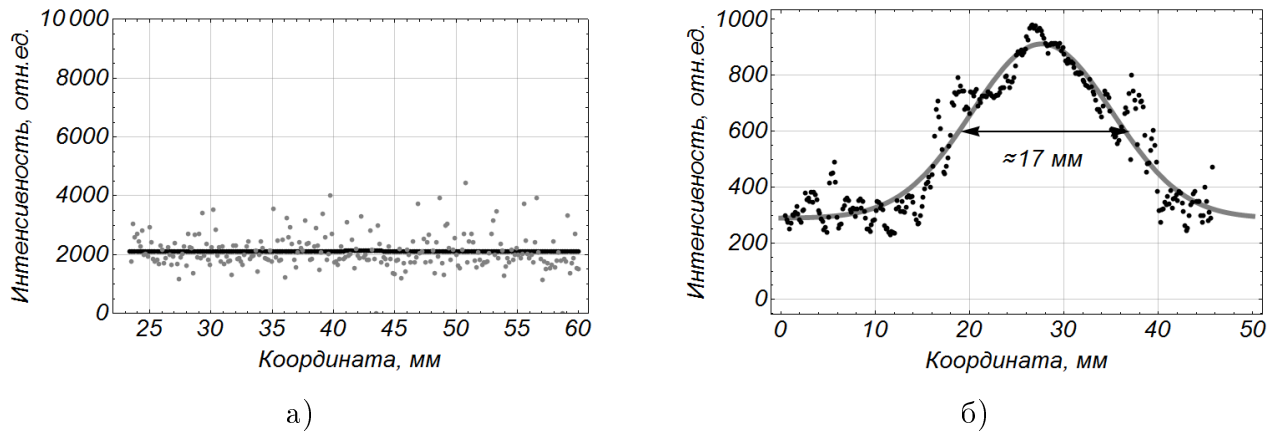 10 000
8000
6000
4000
2000
0
25 30 35 40 45 50 55 60
Интенсивность, отн.ед.
Координата, мм
а)
1000
800
600
400
200
0
0 10 20 30 40 50
≈17 мм
Интенсивность, отн.ед.
Координата, мм
б)